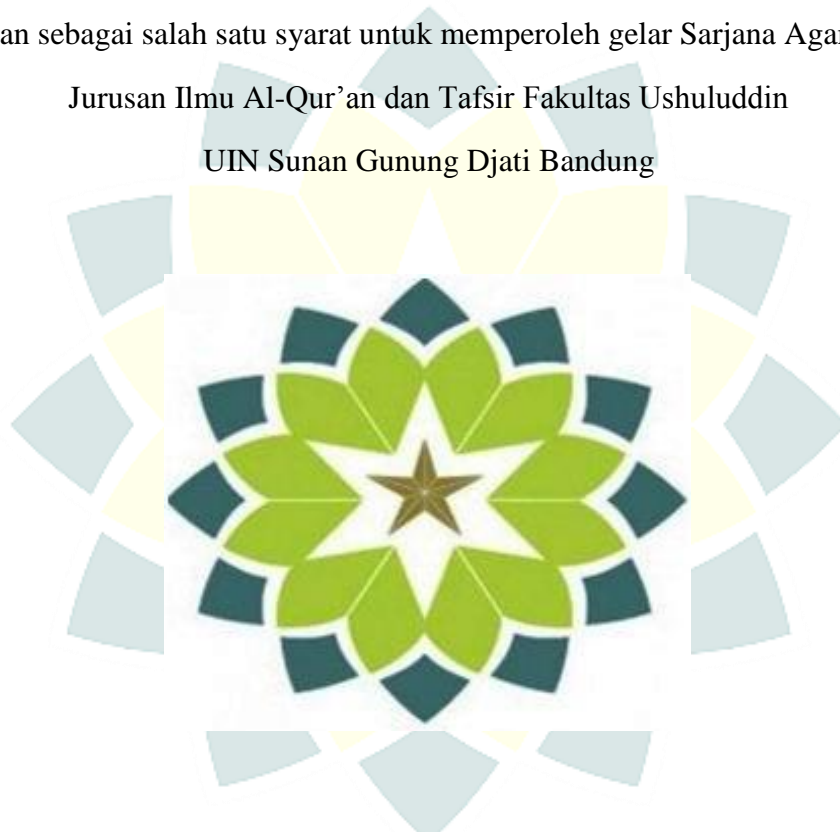 sebagai salah satu syarat untuk memperoleh gelar Sarjana
Jurusan Ilmu Al-Qur’an dan Tafsir Fakultas Ushuluddin
UIN Sunan Gunung Djati Bandung